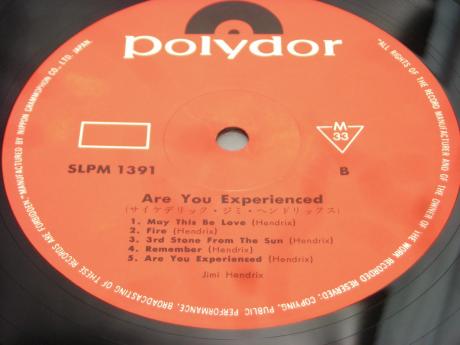 polydor
SLPM 1391
M
33
B
Are You Experienced
(サイケデリック・ジミ・ヘンドリックス)
1. May This Be Love (Hendrix)
2. Fire (Hendrix)
3. 3rd Stone From The Sun (Hendrix)
4. Remember (Hendrix)
5. Are You Experienced (Hendrix)
Jimi Hendrix
"ALL RIGHTS OF THE RECORD MANUFACTURER AND OF THE OWNER OF THE WORK RECORDED RESERVED: COPYING, PUBLIC PERFORMANCE, BROADCASTING OF THESE RECORDS ARE FORBIDDEN" MANUFACTURED BY NIPPON GRAMMOPHON CO., LTD. JAPAN.